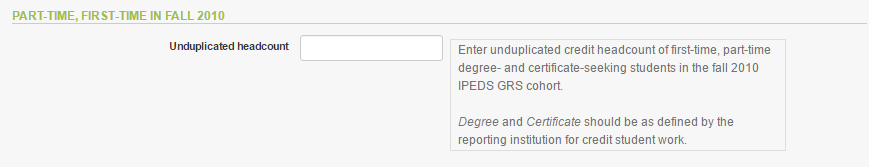 PART-TIME, FIRST-TIME IN FALL 2010
Unduplicated headcount
Enter unduplicated credit headcount of first-time, part-time
degree- and certificate-seeking students in the fall 2010
IPEDS GRS cohort.
Degree and Certificate should be as defined by the
reporting institution for credit student work.